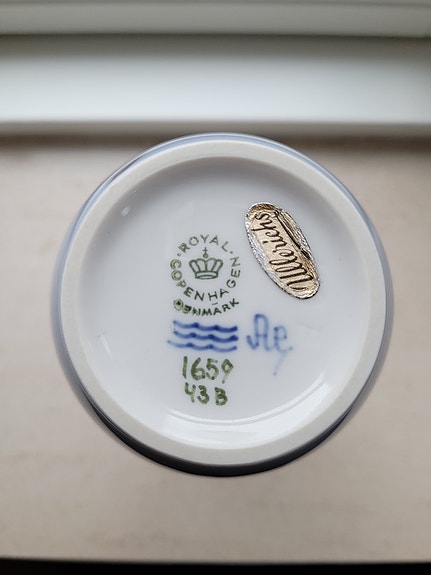 ROYAL
COPENHAGEN
DENMARK
1659
43B